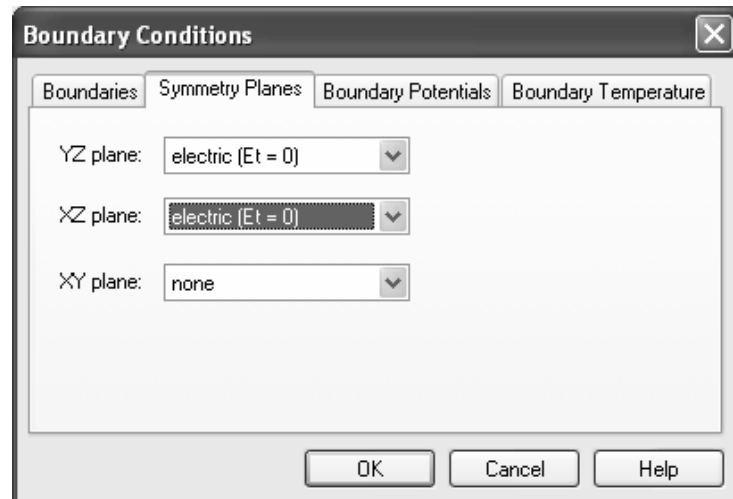 Boundary Conditions
Boundaries Symmetry Planes Boundary Potentials Boundary Temperature
YZ plane: electric (Et = 0)
XZ plane: electric (Et = 0)
XY plane: none
OK Cancel Help